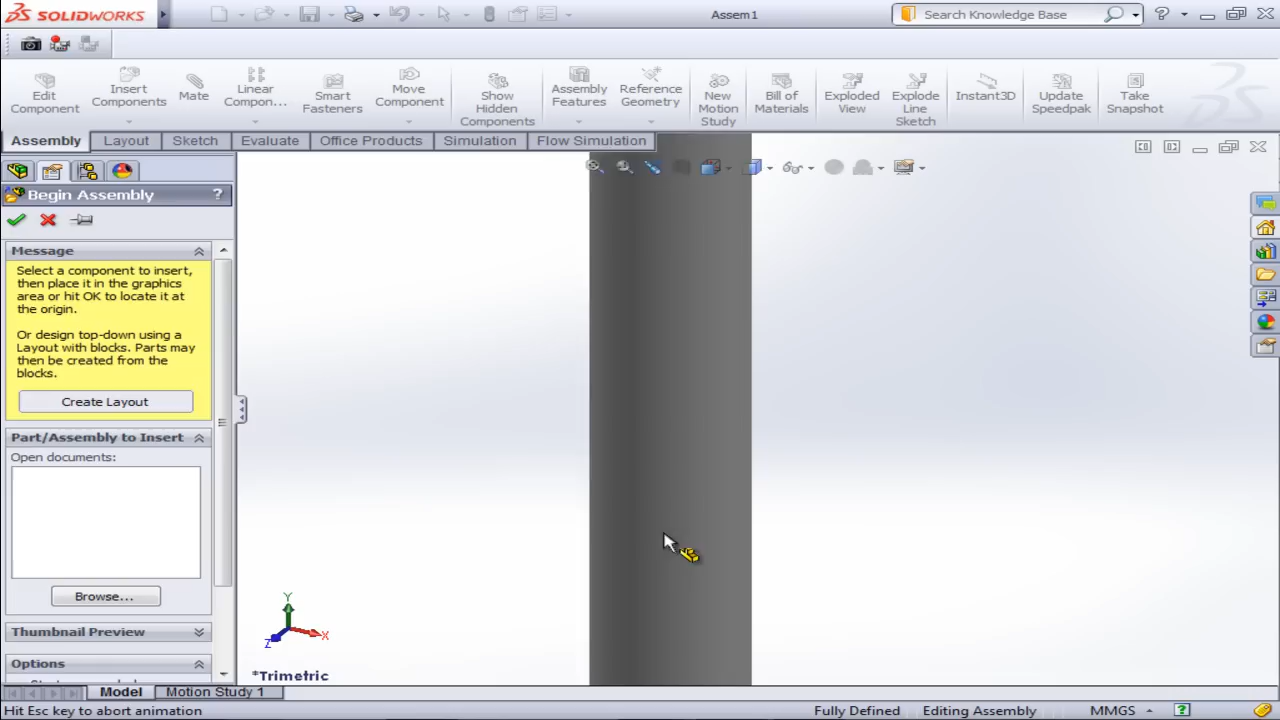 SOLIDWORKS
Assem1
Search Knowledge Base
Edit
Component
Insert
Components
Mate
Linear
Compon...
Smart
Fasteners
Move
Component
Show
Hidden
Components
Assembly
Features
Reference
Geometry
New
Motion
Study
Bill of
Materials
Exploded
View
Explode
Line
Sketch
Instant3D
Update
Speedpak
Take
Snapshot
Assembly
Layout
Sketch
Evaluate
Office Products
Simulation
Flow Simulation
Begin Assembly
?
Message
Select a component to insert,
then place it in the graphics
area or hit OK to locate it at
the origin.
Or design top-down using a
Layout with blocks. Parts may
then be created from the
blocks.
Create Layout
Part/Assembly to Insert
Open documents:
Browse...
Thumbnail Preview
Options
Y
X
Z
*Trimetric
Model
Motion Study 1
Hit Esc key to abort animation
Fully Defined
Editing Assembly
MMGS